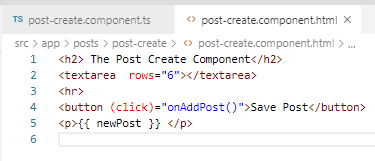 TS post-create.component.ts <> post-create.component.html ×
src > app > posts > post-create > <> post-create.component.html > ...
1 <h2> The Post Create Component</h2>
2 <textarea  rows="6"></textarea>
3 <hr>
4 <button (click)="onAddPost()">Save Post</button>
5 <p>{{ newPost }} </p>
6